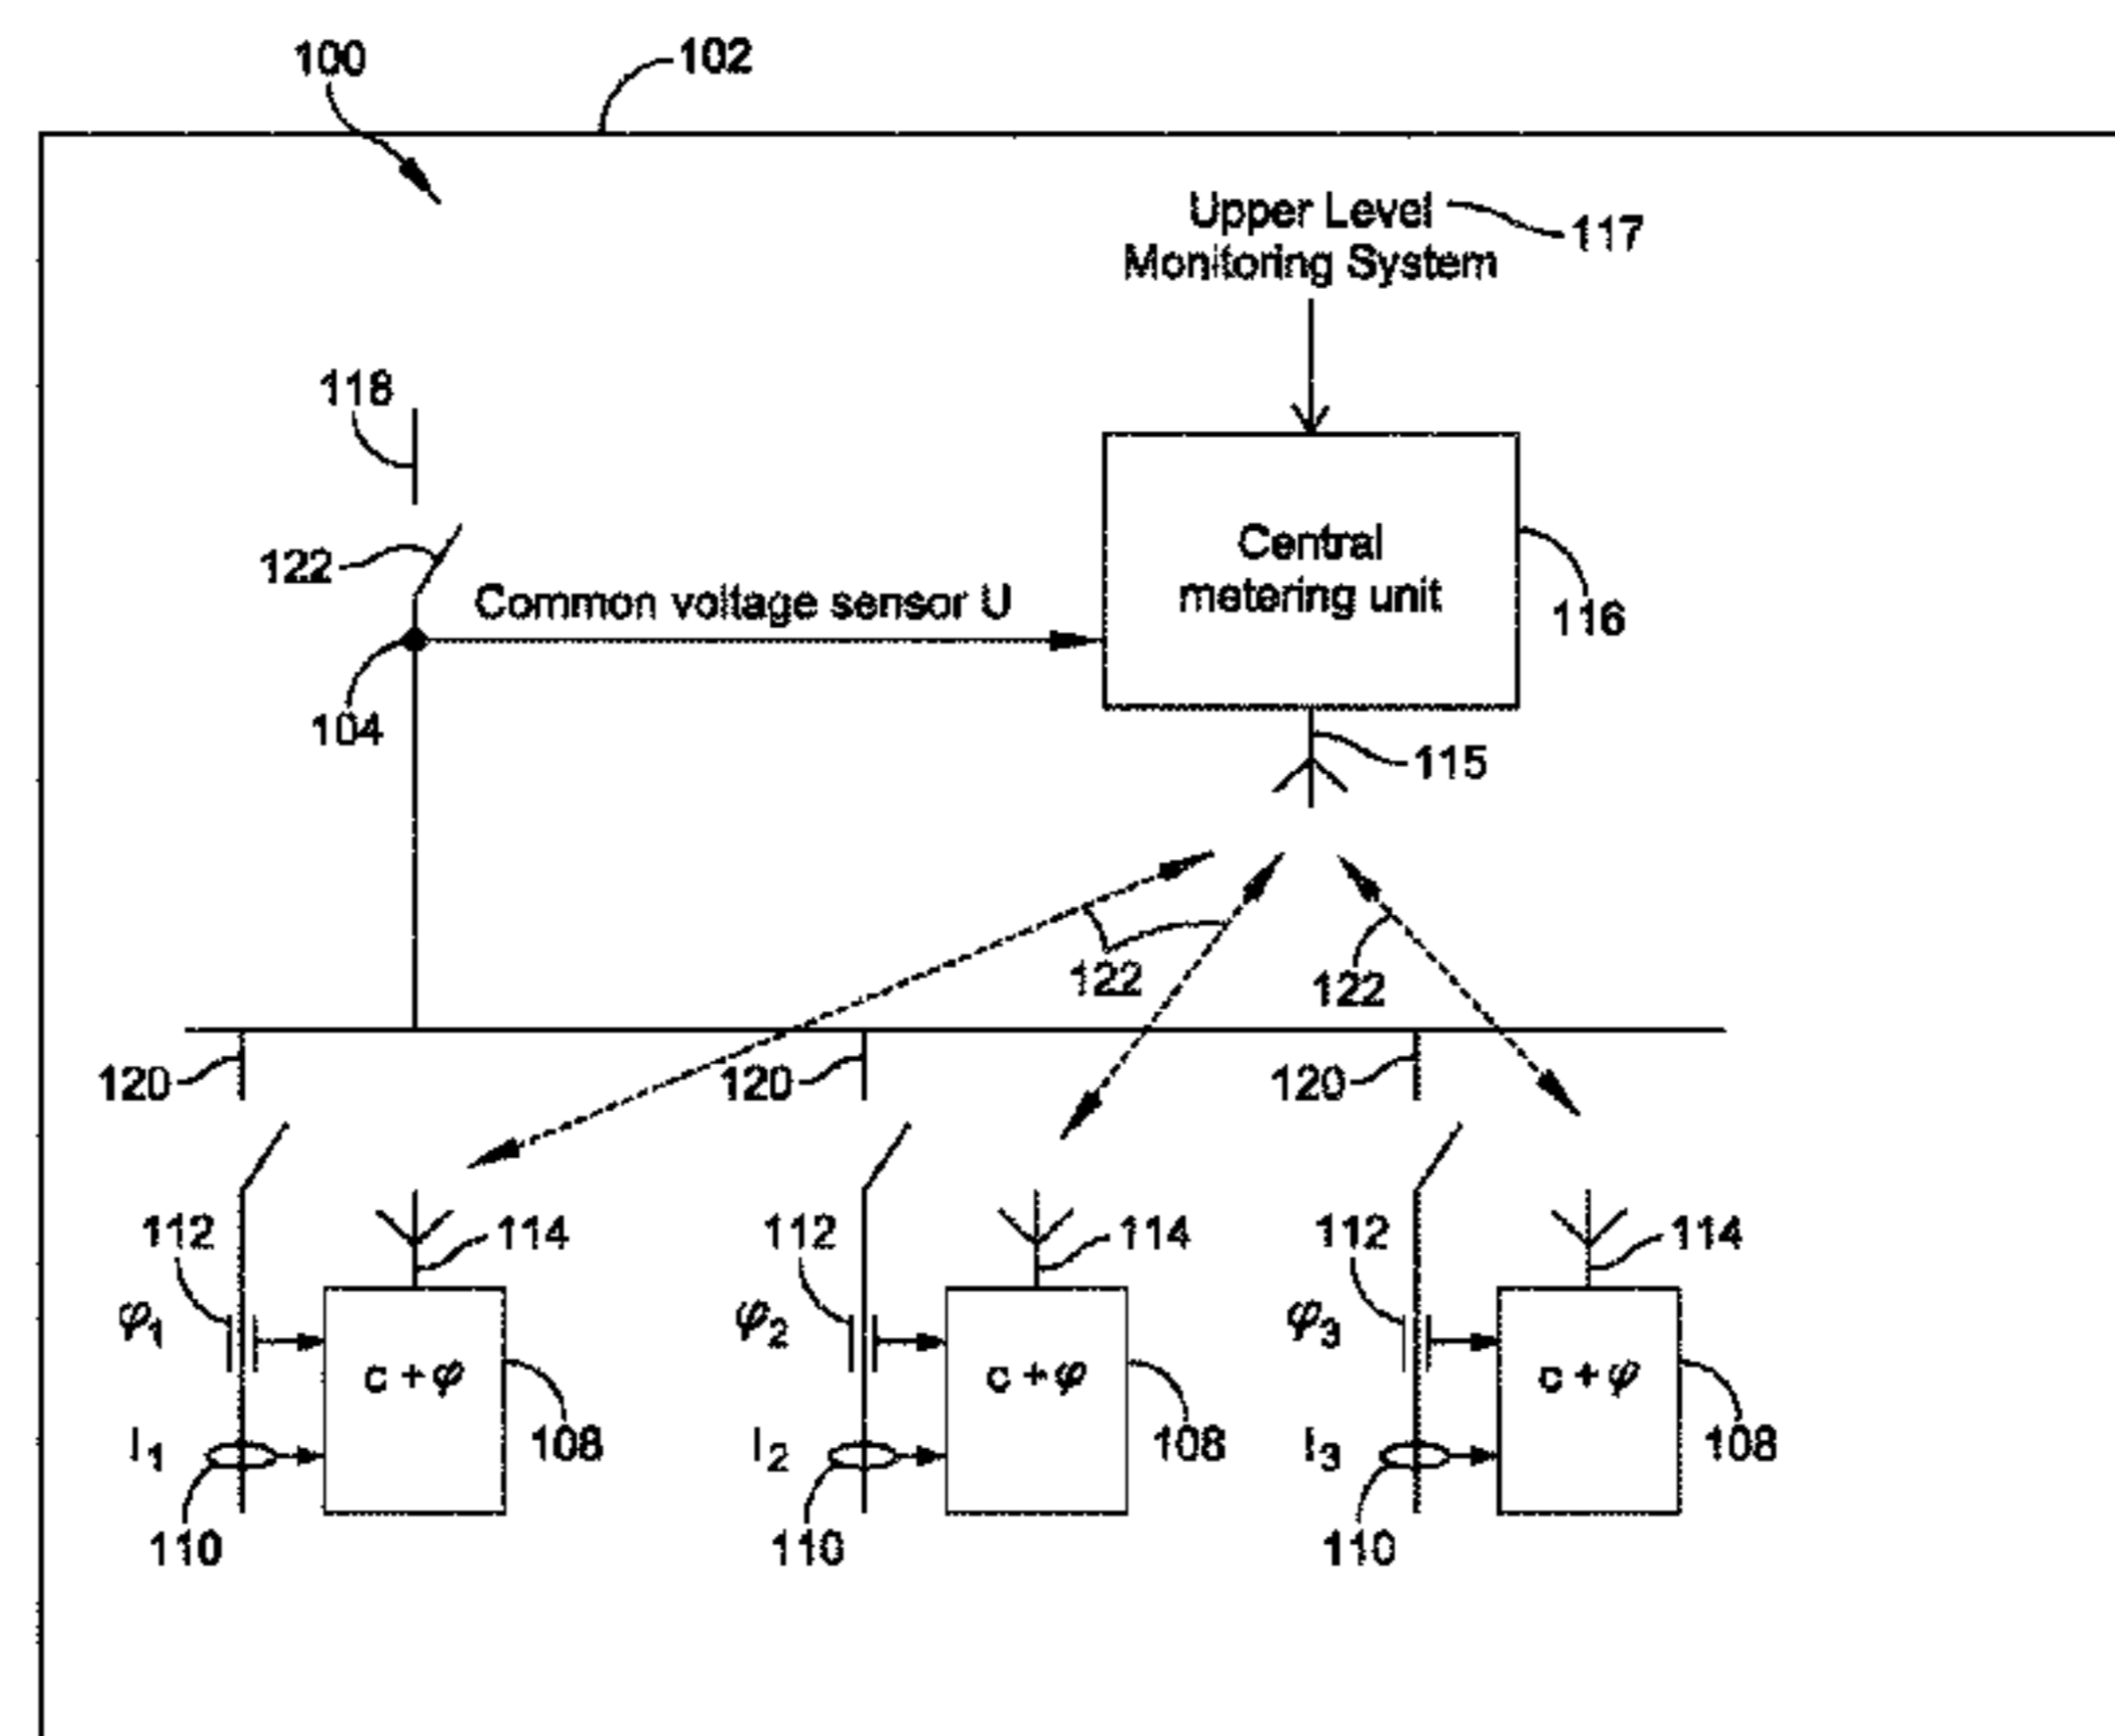 100
102
Upper Level
Monitoring System
117
118
122
Common voltage sensor U
Central
metering unit
116
104
115
122
122
120
120
120
112
114
112
114
112
114
φ1
φ2
φ3
c + φ
c + φ
c + φ
I1
108
I2
108
I3
108
110
110
110